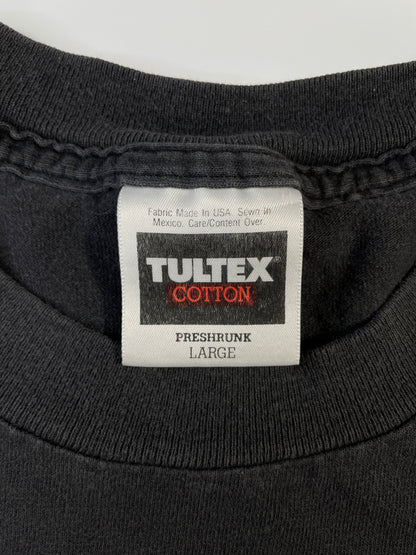 Fabric Made In USA. Sewn in
Mexico. Care/Content Over.
TULTEX®
COTTON
PRESHRUNK
LARGE